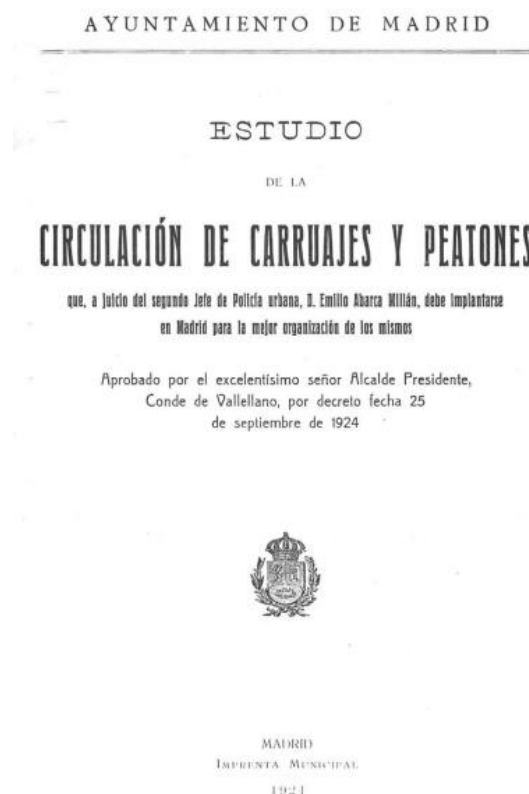 AYUNTAMIENTO DE MADRID
ESTUDIO
DE LA
CIRCULACIÓN DE CARRUAJES Y PEATONES
que, a juicio del segundo Jefe de Policía urbana, D. Emilio Abarca Millán, debe implantarse
en Madrid para la mejor organización de los mismos
Aprobado por el excelentísimo señor Alcalde Presidente,
Conde de Vallellano, por decreto fecha 25
de septiembre de 1924
MADRID
IMPRENTA MUNICIPAL
1924